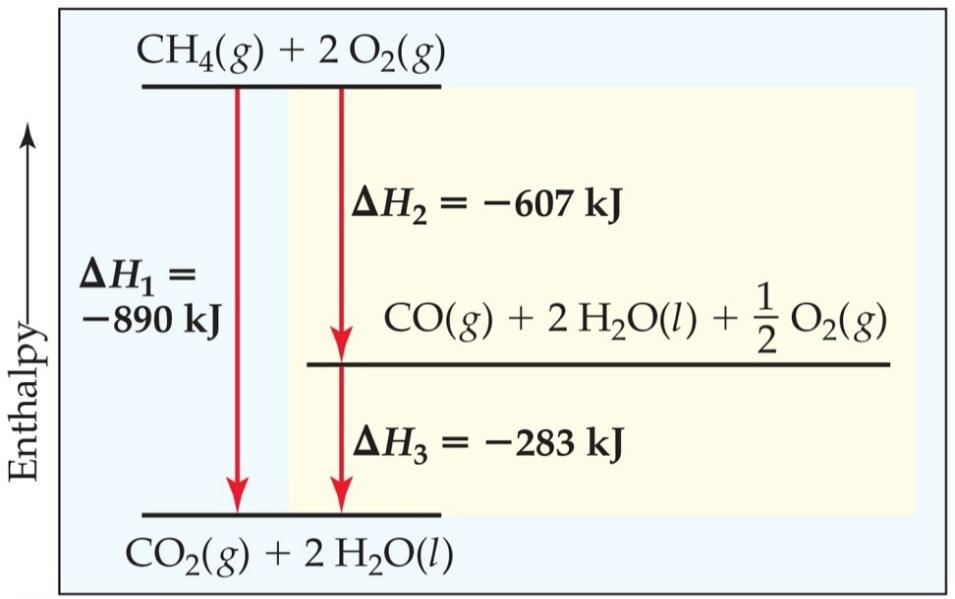 CH₄(g) + 2 O₂(g)
ΔH₂ = −607 kJ
ΔH₁ =
−890 kJ
CO(g) + 2 H₂O(l) + 1/2 O₂(g)
ΔH₃ = −283 kJ
CO₂(g) + 2 H₂O(l)
Enthalpy